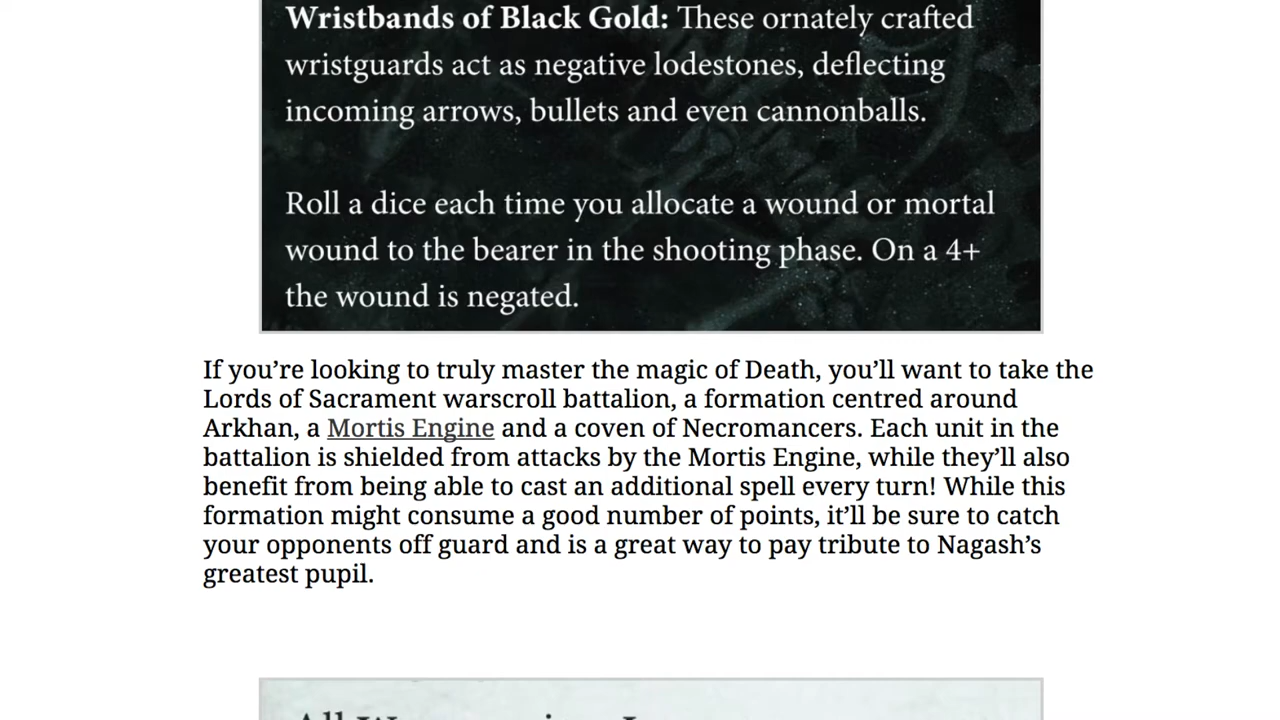 Wristbands of Black Gold: These ornately crafted
wristguards act as negative lodestones, deflecting
incoming arrows, bullets and even cannonballs.
Roll a dice each time you allocate a wound or mortal
wound to the bearer in the shooting phase. On a 4+
the wound is negated.
If you’re looking to truly master the magic of Death, you’ll want to take the
Lords of Sacrament warscroll battalion, a formation centred around
Arkhan, a Mortis Engine and a coven of Necromancers. Each unit in the
battalion is shielded from attacks by the Mortis Engine, while they’ll also
benefit from being able to cast an additional spell every turn! While this
formation might consume a good number of points, it’ll be sure to catch
your opponents off guard and is a great way to pay tribute to Nagash’s
greatest pupil.
All